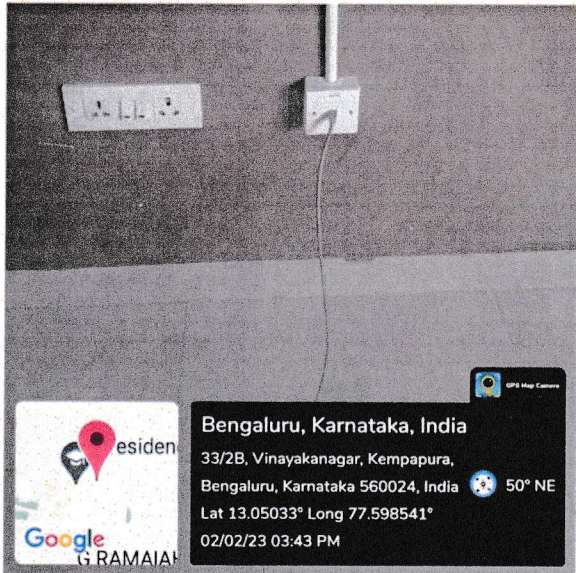 GPS Map Camera
esiden
Google
G RAMAIAH
Bengaluru, Karnataka, India
33/2B, Vinayakanagar, Kempapura,
Bengaluru, Karnataka 560024, India
50° NE
Lat 13.05033° Long 77.598541°
02/02/23 03:43 PM